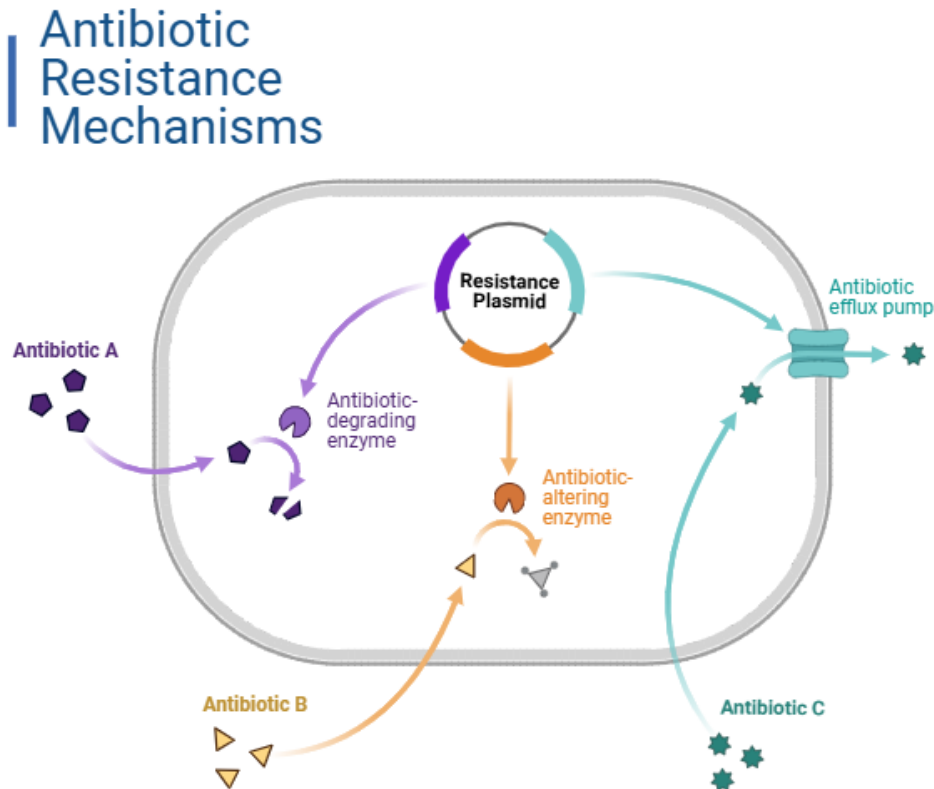 Antibiotic
Resistance
Mechanisms
Resistance
Plasmid
Antibiotic
efflux pump
Antibiotic A
Antibiotic-
degrading
enzyme
Antibiotic-
altering
enzyme
Antibiotic B
Antibiotic C